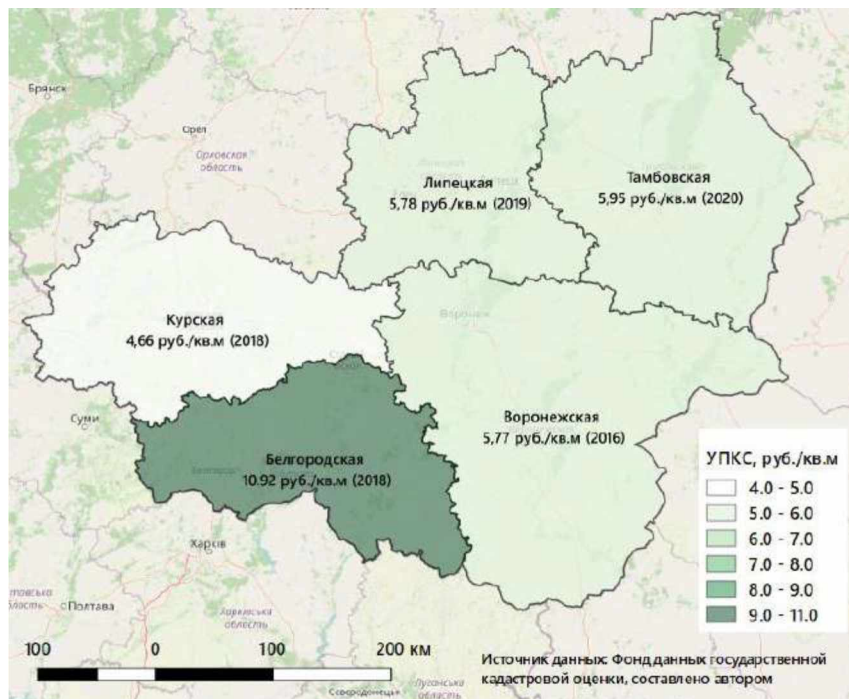 Брянск
Орёл
Орловская
область
Липецкая
5,78 руб./кв.м (2019)
Тамбовская
5,95 руб./кв.м (2020)
Курская
4,66 руб./кв.м (2018)
Воронеж
Суми
Белгородская
10.92 руб./кв.м (2018)
Воронежская
5,77 руб./кв.м (2016)
УПКС, руб./кв.м
4.0 - 5.0
5.0 - 6.0
6.0 - 7.0
7.0 - 8.0
8.0 - 9.0
9.0 - 11.0
Харків
Полтава
Харківська
область
100 0 100 200 км
Источник данных: Фонд данных государственной
кадастровой оценки, составлено автором
Луганська
область